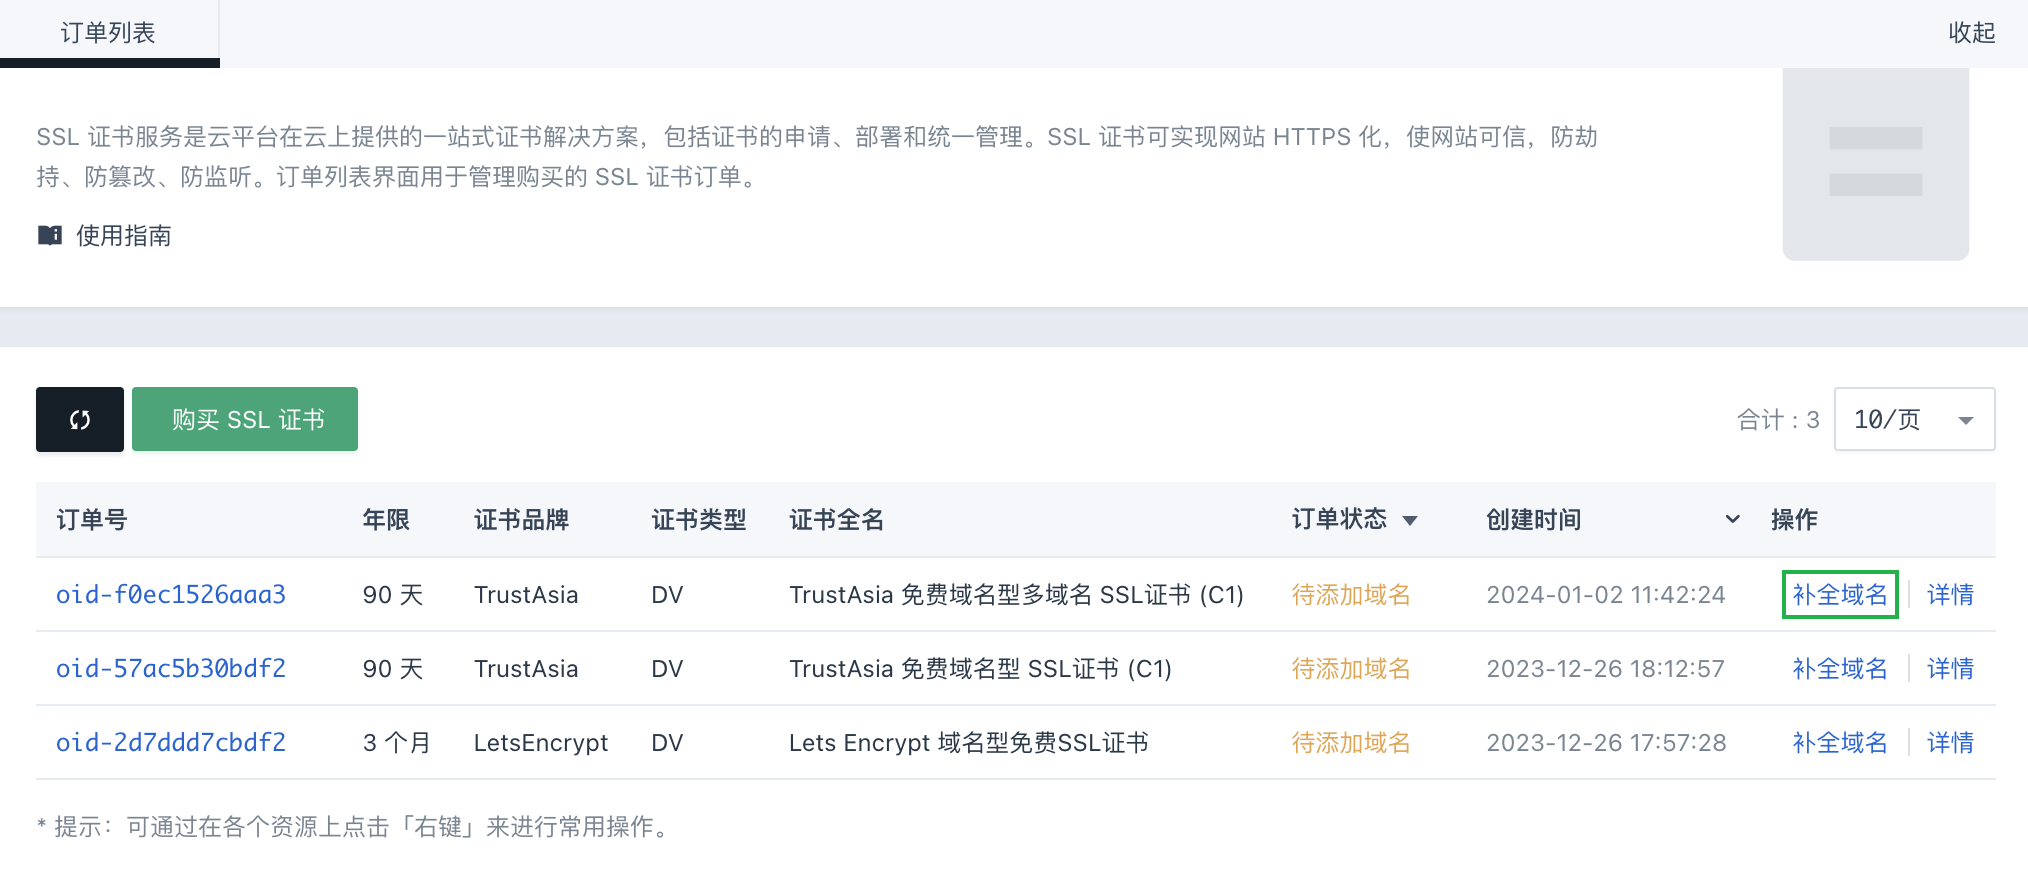 订单列表
收起
SSL 证书服务是云平台在云上提供的一站式证书解决方案，包括证书的申请、部署和统一管理。SSL 证书可实现网站 HTTPS 化，使网站可信，防劫
持、防篡改、防监听。订单列表界面用于管理购买的 SSL 证书订单。
使用指南
购买 SSL 证书
合计 : 3
10/页
订单号 年限 证书品牌 证书类型 证书全名 订单状态 创建时间 操作
oid-f0ec1526aaa3 90 天 TrustAsia DV TrustAsia 免费域名型多域名 SSL证书 (C1) 待添加域名 2024-01-02 11:42:24 补全域名 详情
oid-57ac5b30bdf2 90 天 TrustAsia DV TrustAsia 免费域名型 SSL证书 (C1) 待添加域名 2023-12-26 18:12:57 补全域名 详情
oid-2d7ddd7cbdf2 3 个月 LetsEncrypt DV Lets Encrypt 域名型免费SSL证书 待添加域名 2023-12-26 17:57:28 补全域名 详情
* 提示：可通过在各个资源上点击「右键」来进行常用操作。